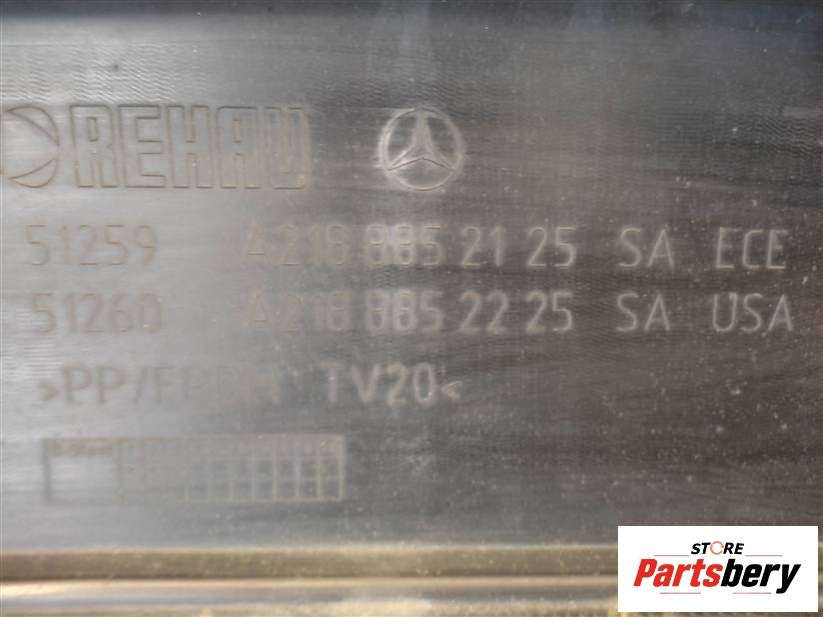 REHAU
51259 A 218 885 21 25 SA ECE
51260 A 218 885 22 25 SA USA
TV20<
STORE
Partsbery